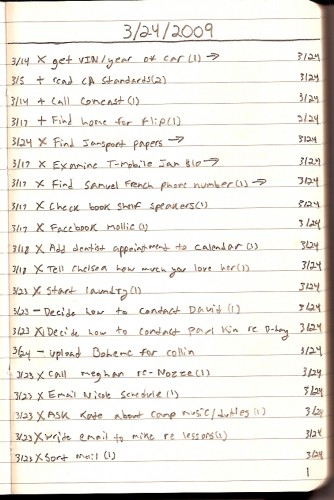 3/24/2009
3/14 X get VIN/year of car (1) → 3/24
3/5 + read CA standards (2) 3/24
3/14 + Call Comcast (1) 3/24
3/17 + Find home for Flip (1) 3/24
3/24 X Find Jansport papers → 3/24
3/17 X Examine T-mobile Jan Bill → 3/24
3/17 X Find Samuel French phone number (1) → 3/24
3/17 X Check book shelf speakers (1) 3/24
3/17 X Facebook Mollie (1) 3/24
3/18 X Add dentist appointment to calendar (3) 3/24
3/18 X Tell Chelsea how much you love her (1) 3/24
3/23 X Start laundry (1) 3/24
3/23 – Decide how to contact David (1) 3/24
3/23 X Decide how to contact Paul Kin re D-bag 3/24
3/24 – upload Boheme for collin 3/24
3/23 X Call meghan re-Nozze (1) 3/24
3/23 X Email Nicole schedule (1) 3/24
3/23 X ASK Kate about camp music/duties (1) 3/24
3/23 X write email to mike re lessons (1) 3/24
3/23 X Sort mail (1) 3/24
1